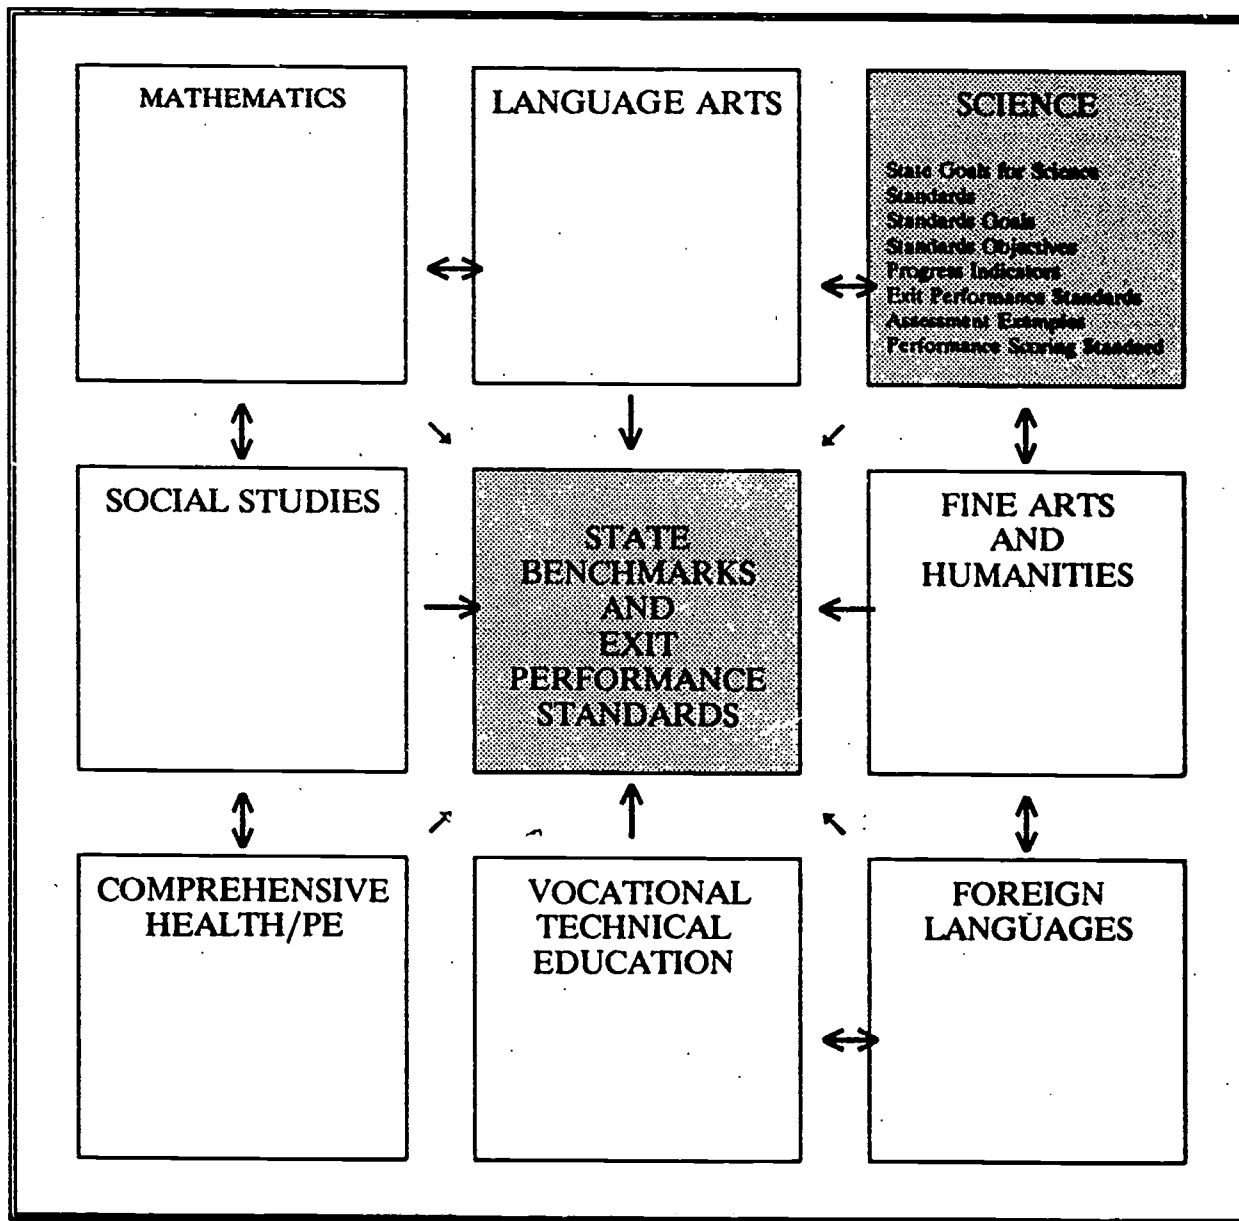 MATHEMATICS
LANGUAGE ARTS
SCIENCE
State Goals for Science
Standards
Standards Goals
Standards Objectives
Progress Indicators
Exit Performance Standards
Assessment Examples
Performance Scoring Standard
SOCIAL STUDIES
STATE
BENCHMARKS
AND
EXIT
PERFORMANCE
STANDARDS
FINE ARTS
AND
HUMANITIES
COMPREHENSIVE
HEALTH/PE
VOCATIONAL
TECHNICAL
EDUCATION
FOREIGN
LANGUAGES